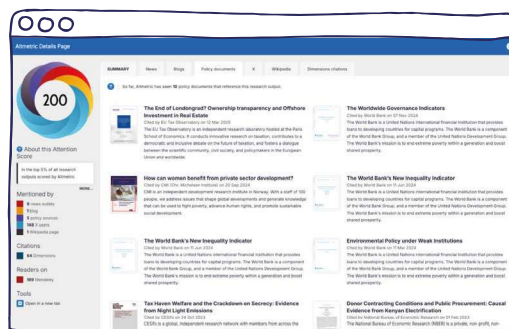 Altmetric Details Page
200
About this Attention
Score
In the top 5% of all research
outputs scored by Altmetric
MORE...
Mentioned by
news outlets
blog
policy sources
X users
Wikipedia page
Citations
64 Dimensions
Readers on
Mendeley
Tools
Open in a new tab
SUMMARY News Blogs Policy documents X Wikipedia Dimensions citations
So far, Altmetric has seen policy documents that reference this research output.
The End of Londongrad? Ownership transparency and Offshore
Investment in Real Estate
Cited by EU Tax Observatory on 12 Mar 2025
The EU Tax Observatory is an independent research laboratory hosted at the Paris
School of Economics. It conducts innovative research on taxation, contributes to a
democratic and inclusive debate on the future of taxation, and fosters a dialogue
between the scientific community, civil society, and policymakers in the European
Union and worldwide.
The Worldwide Governance Indicators
Cited by World Bank on 07 Nov 2024
The World Bank is a United Nations international financial institution that provides
loans to developing countries for capital programs. The World Bank is a component
of the World Bank Group, and a member of the United Nations Development Group.
The World Bank's mission is to end extreme poverty within a generation and boost
shared prosperity.
How can women benefit from private sector development?
Cited by CMI (Chr. Michelsen Institute) on 20 Sep 2024
CMI is an independent development research institute in Norway. With a staff of 100
people, we address issues that shape global developments and generate knowledge
that can be used to fight poverty, advance human rights, and promote sustainable
social development.
The World Bank's New Inequality Indicator
Cited by World Bank on 11 Jun 2024
The World Bank is a United Nations international financial institution that provides
loans to developing countries for capital programs. The World Bank is a component
of the World Bank Group, and a member of the United Nations Development Group.
The World Bank's mission is to end extreme poverty within a generation and boost
shared prosperity.
The World Bank's New Inequality Indicator
Cited by World Bank on 11 Jun 2024
The World Bank is a United Nations international financial institution that provides
loans to developing countries for capital programs. The World Bank is a component
of the World Bank Group, and a member of the United Nations Development Group.
The World Bank's mission is to end extreme poverty within a generation and boost
shared prosperity.
Environmental Policy under Weak Institutions
Cited by World Bank on 11 Mar 2024
The World Bank is a United Nations international financial institution that provides
loans to developing countries for capital programs. The World Bank is a component
of the World Bank Group, and a member of the United Nations Development Group.
The World Bank's mission is to end extreme poverty within a generation and boost
shared prosperity.
Tax Haven Welfare and the Crackdown on Secrecy: Evidence
from Night Light Emissions
Cited by CESifo on 24 Oct 2023
CESifo is a global, independent research network with members from across the
Donor Contracting Conditions and Public Procurement: Causal
Evidence from Kenyan Electrification
Cited by National Bureau of Economic Research on 21 Feb 2023
The National Bureau of Economic Research (NBER) is a private, non-profit, non-